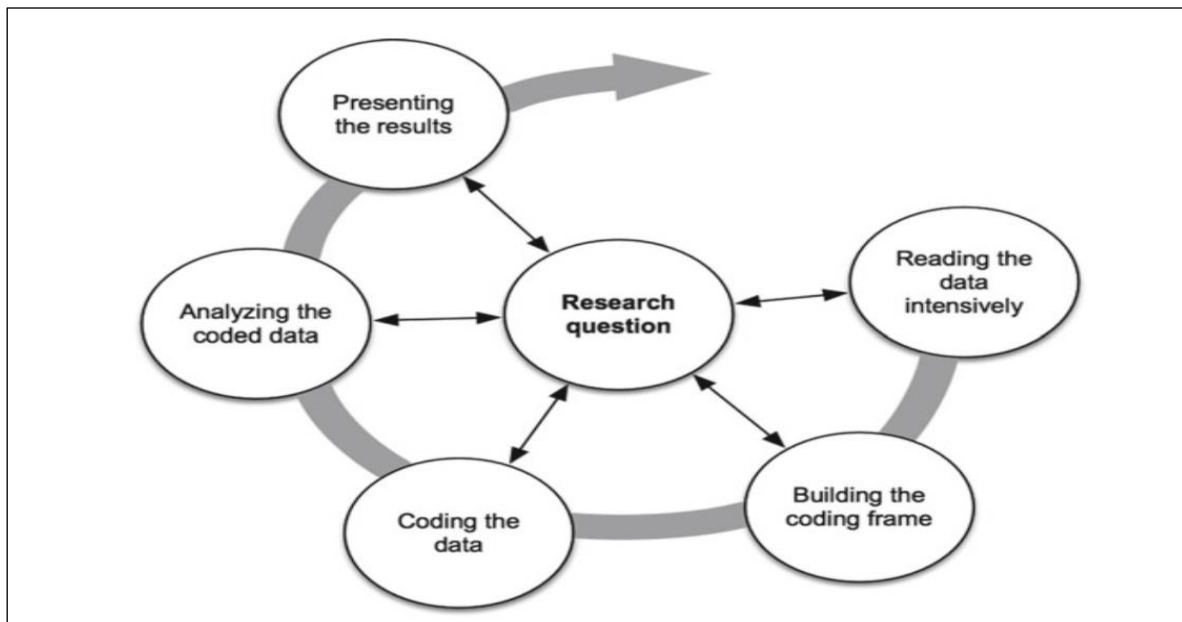 Presenting
the results
Reading the
data
intensively
Research
question
Analyzing the
coded data
Building the
coding frame
Coding the
data